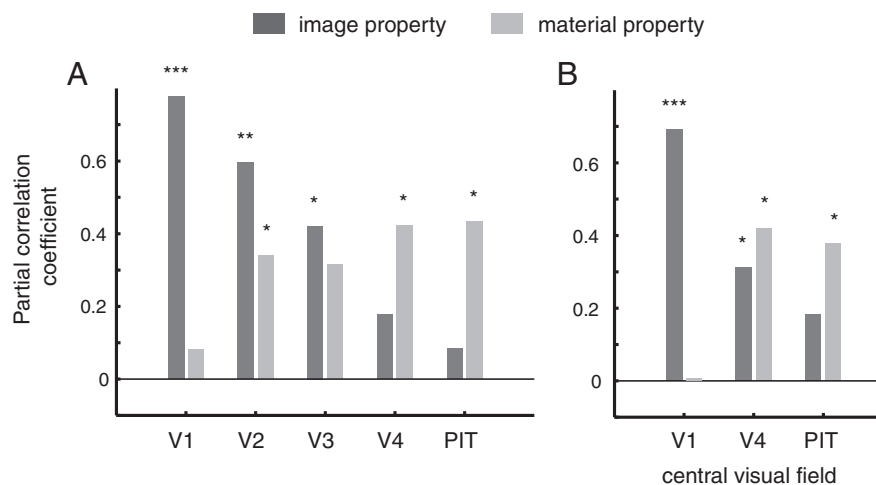 image property
material property
A
B
Partial correlation
coefficient
***
**
*
*
*
*
0.6
0.4
0.2
0
V1
V2
V3
V4
PIT
***
*
*
*
0.6
0.4
0.2
0
V1
V4
PIT
central visual field